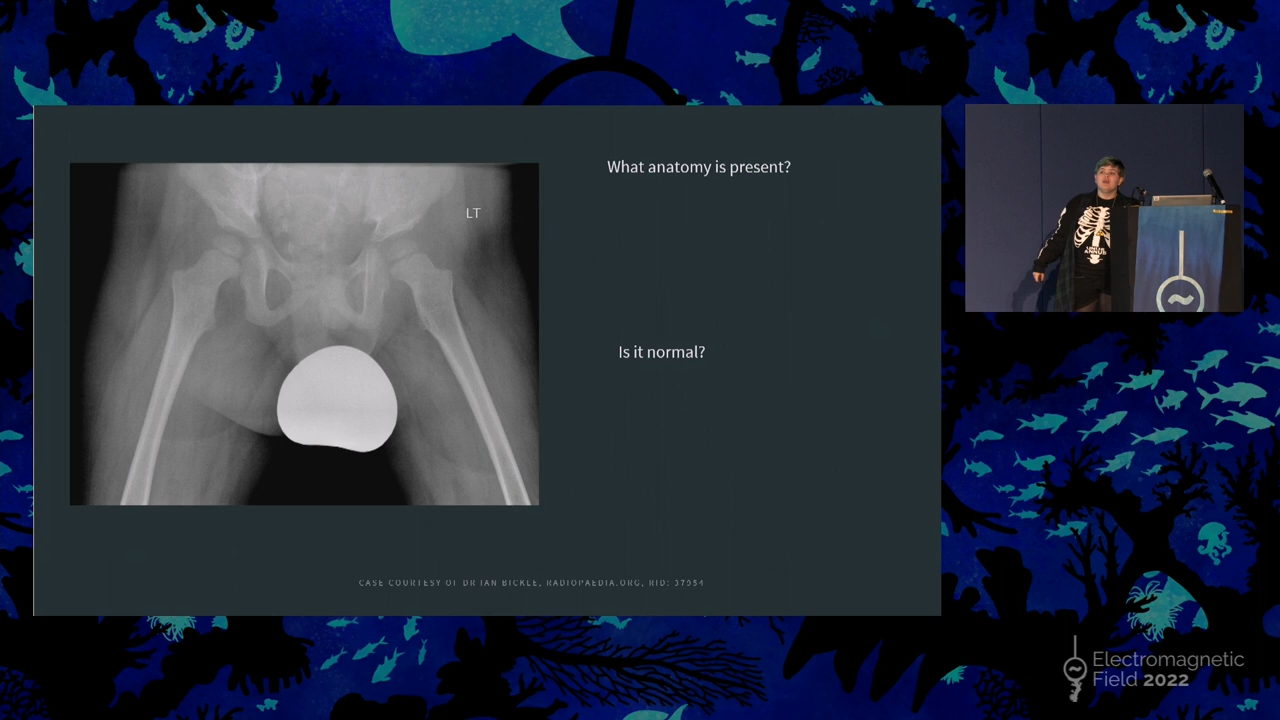 What anatomy is present?
LT
Is it normal?
CASE COURTESY OF DR IAN BICKLE, RADIOPAEDIA.ORG, RID: 37954
Electromagnetic
Field 2022